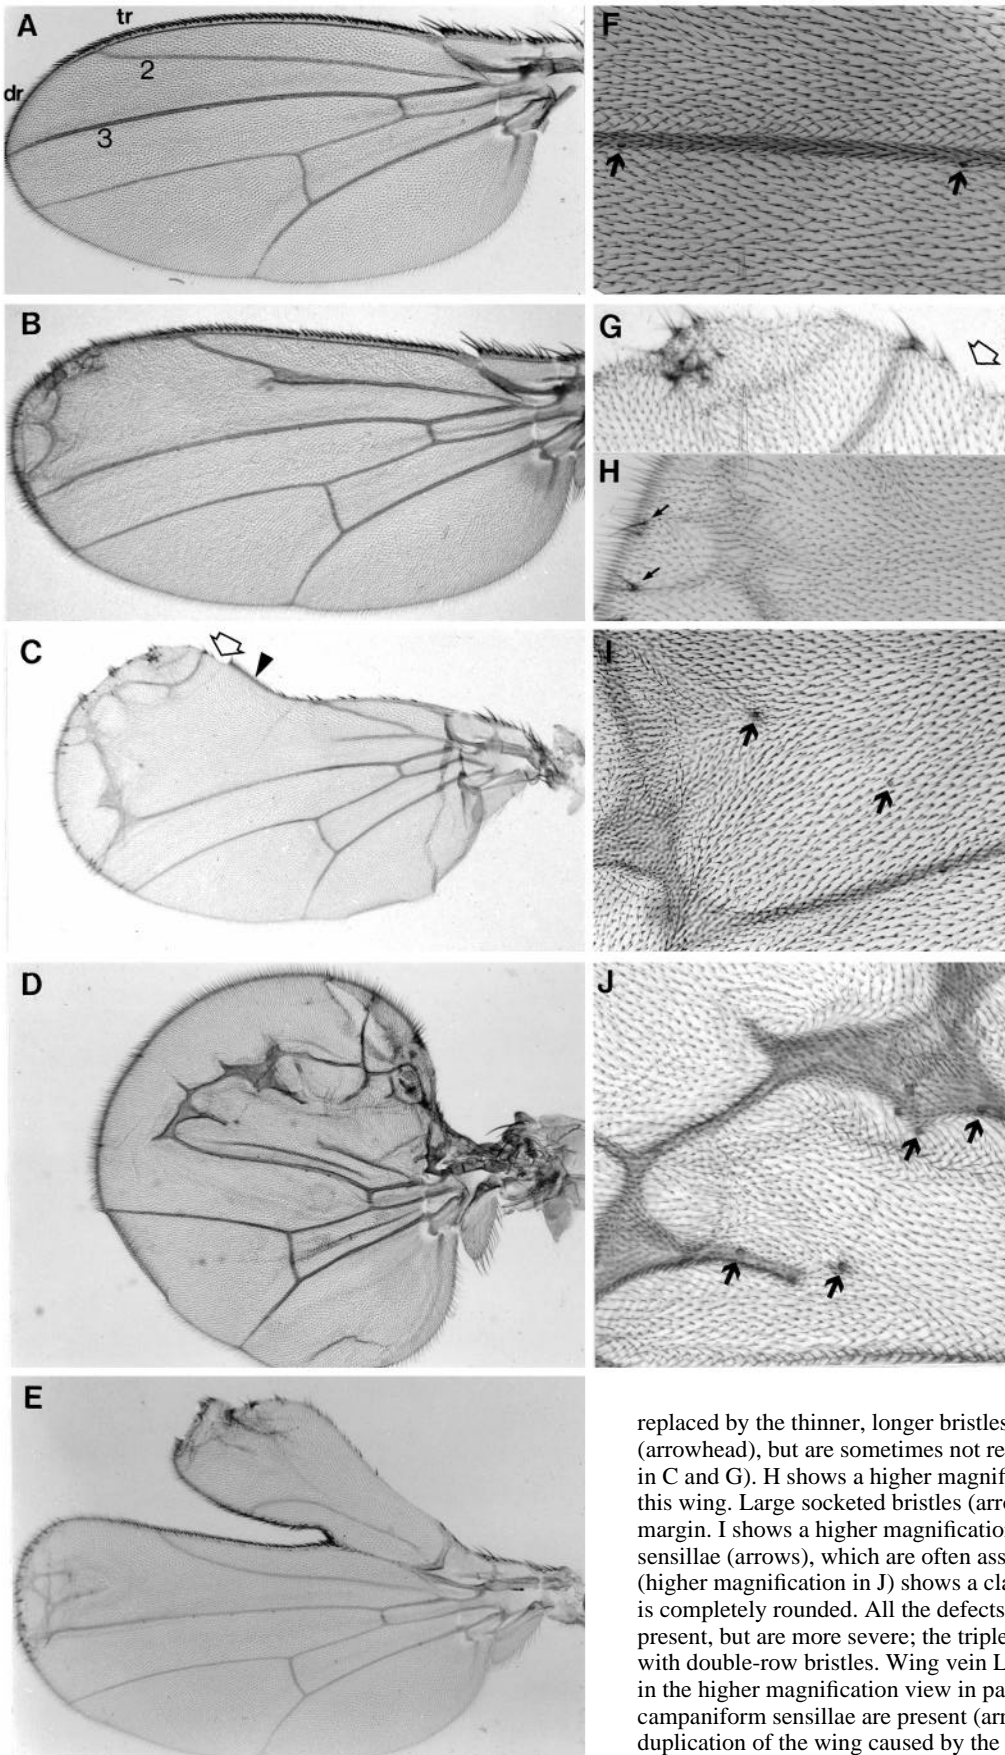 A
tr
dr
2
3
F
B
G
H
C
I
D
J
E
replaced by the thinner, longer bristles
(arrowhead), but are sometimes not re
in C and G). H shows a higher magnif
this wing. Large socketed bristles (arro
margin. I shows a higher magnification
sensillae (arrows), which are often ass
(higher magnification in J) shows a cla
is completely rounded. All the defects
present, but are more severe; the triple
with double-row bristles. Wing vein L
in the higher magnification view in pa
campaniform sensillae are present (arr
duplication of the wing caused by the